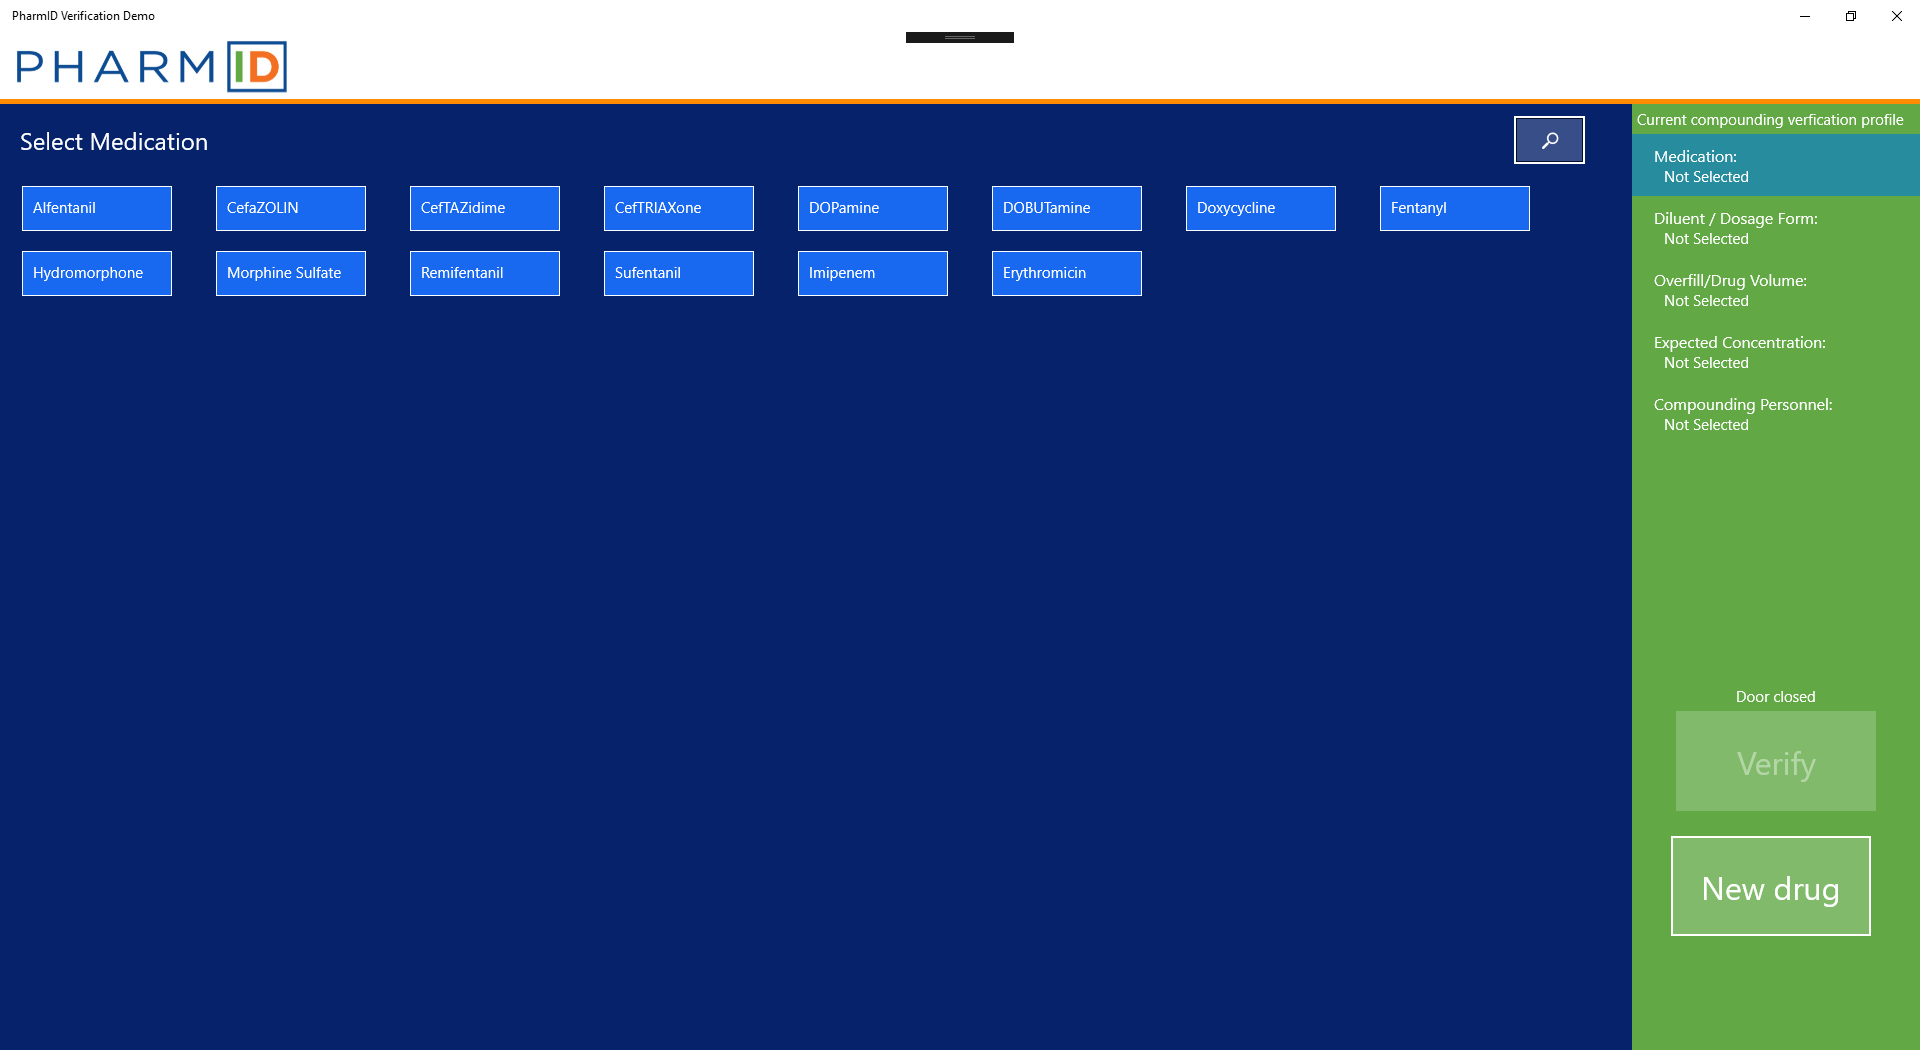 PharmID Verification Demo
PHARMID
Select Medication
Alfentanil CefaZOLIN CefTAZidime CefTRIAXone DOPamine DOBUTamine Doxycycline Fentanyl
Hydromorphone Morphine Sulfate Remifentanil Sufentanil Imipenem Erythromicin
Current compounding verfication profile
Medication:
Not Selected
Diluent / Dosage Form:
Not Selected
Overfill/Drug Volume:
Not Selected
Expected Concentration:
Not Selected
Compounding Personnel:
Not Selected
Door closed
Verify
New drug